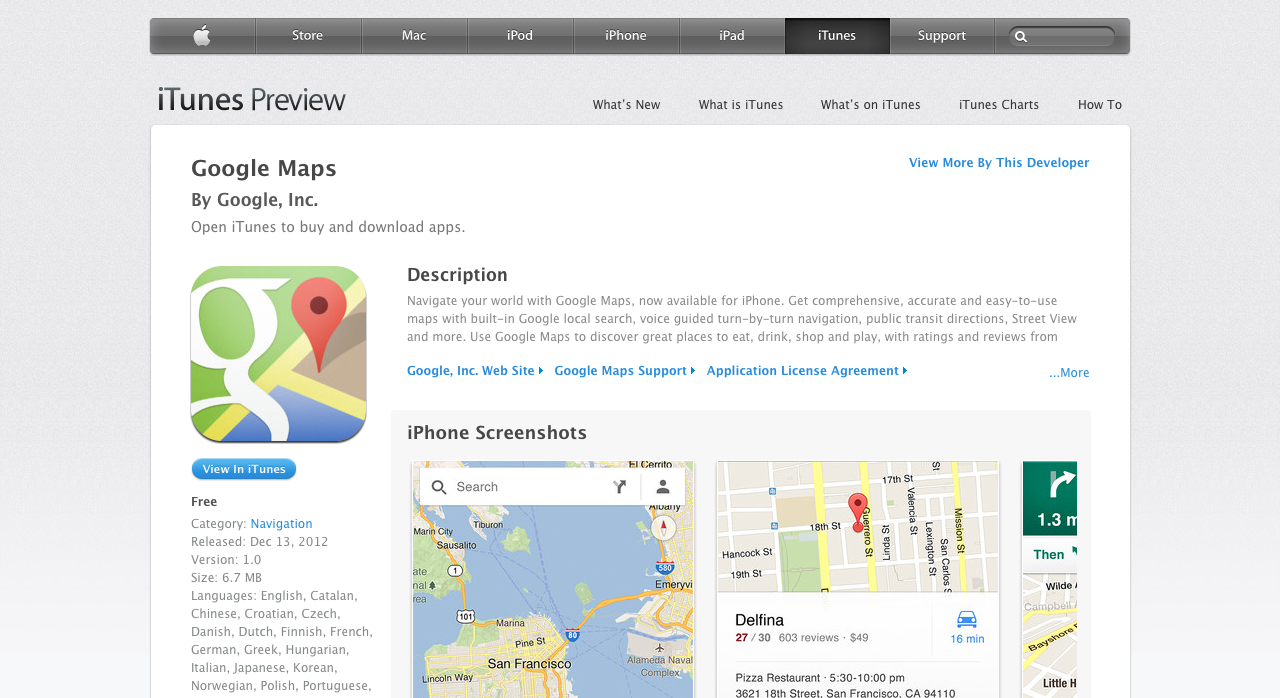 Store Mac iPod iPhone iPad iTunes Support
iTunes Preview
What's New What is iTunes What's on iTunes iTunes Charts How To
Google Maps
View More By This Developer
By Google, Inc.
Open iTunes to buy and download apps.
Description
Navigate your world with Google Maps, now available for iPhone. Get comprehensive, accurate and easy-to-use
maps with built-in Google local search, voice guided turn-by-turn navigation, public transit directions, Street View
and more. Use Google Maps to discover great places to eat, drink, shop and play, with ratings and reviews from
Google, Inc. Web Site Google Maps Support Application License Agreement ...More
g
View In iTunes
Free
Category: Navigation
Released: Dec 13, 2012
Version: 1.0
Size: 6.7 MB
Languages: English, Catalan,
Chinese, Croatian, Czech,
Danish, Dutch, Finnish, French,
German, Greek, Hungarian,
Italian, Japanese, Korean,
Norwegian, Polish, Portuguese,
iPhone Screenshots
El Cerrito
Search
Albany
Marin City
Tiburon
Sausalito
1
580
Emeryvi
ate
nal
rea
101
Marina
80
Pine St
San Francisco
Alameda Naval
Complex
17th St
18th St
Hancock St
19th St
Guerrero St
Linda St
Valencia St
Lexington St
San Carlos St
Mission St
Delfina
27 / 30 603 reviews · $49
16 min
Pizza Restaurant · 5:30-10:00 pm
3621 18th Street, San Francisco, CA 94110
1.3 m
Then
Wilde A
Campbell A
Bayshore
Little H